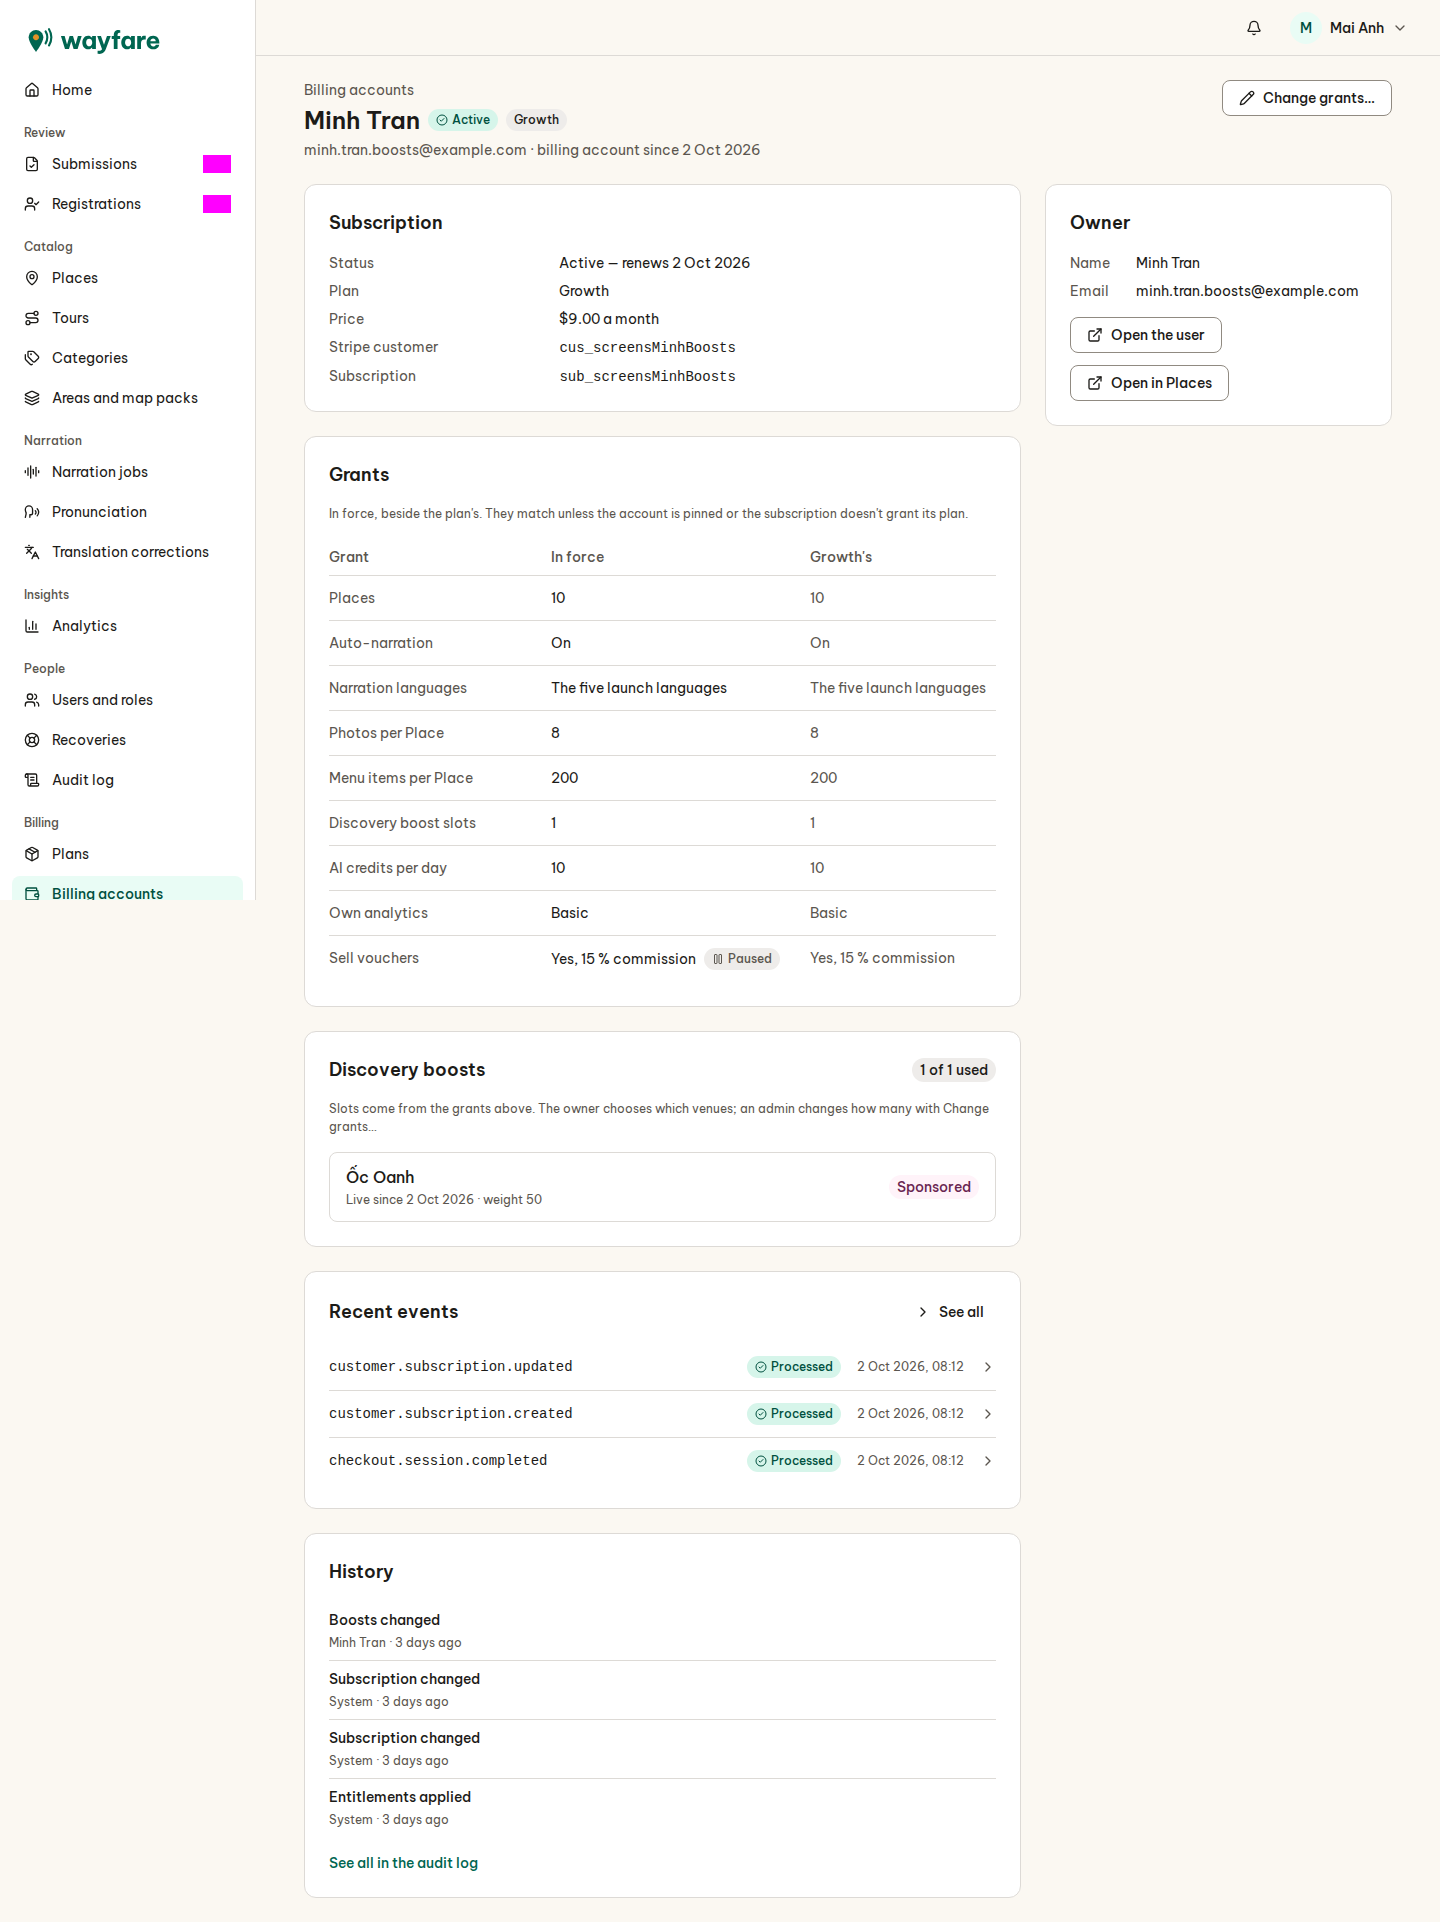 wayfare
Home
Review
Submissions
Registrations
Catalog
Places
Tours
Categories
Areas and map packs
Narration
Narration jobs
Pronunciation
Translation corrections
Insights
Analytics
People
Users and roles
Recoveries
Audit log
Billing
Plans
Billing accounts
M Mai Anh
Billing accounts
Minh Tran Active Growth
minh.tran.boosts@example.com · billing account since 2 Oct 2026
Change grants...
Subscription
Status Active — renews 2 Oct 2026
Plan Growth
Price $9.00 a month
Stripe customer cus_screensMinhBoosts
Subscription sub_screensMinhBoosts
Owner
Name Minh Tran
Email minh.tran.boosts@example.com
Open the user
Open in Places
Grants
In force, beside the plan's. They match unless the account is pinned or the subscription doesn't grant its plan.
Grant In force Growth's
Places 10 10
Auto-narration On On
Narration languages The five launch languages The five launch languages
Photos per Place 8 8
Menu items per Place 200 200
Discovery boost slots 1 1
AI credits per day 10 10
Own analytics Basic Basic
Sell vouchers Yes, 15 % commission Paused Yes, 15 % commission
Discovery boosts 1 of 1 used
Slots come from the grants above. The owner chooses which venues; an admin changes how many with Change
grants...
Ốc Oanh
Live since 2 Oct 2026 · weight 50
Sponsored
Recent events See all
customer.subscription.updated Processed 2 Oct 2026, 08:12
customer.subscription.created Processed 2 Oct 2026, 08:12
checkout.session.completed Processed 2 Oct 2026, 08:12
History
Boosts changed
Minh Tran · 3 days ago
Subscription changed
System · 3 days ago
Subscription changed
System · 3 days ago
Entitlements applied
System · 3 days ago
See all in the audit log